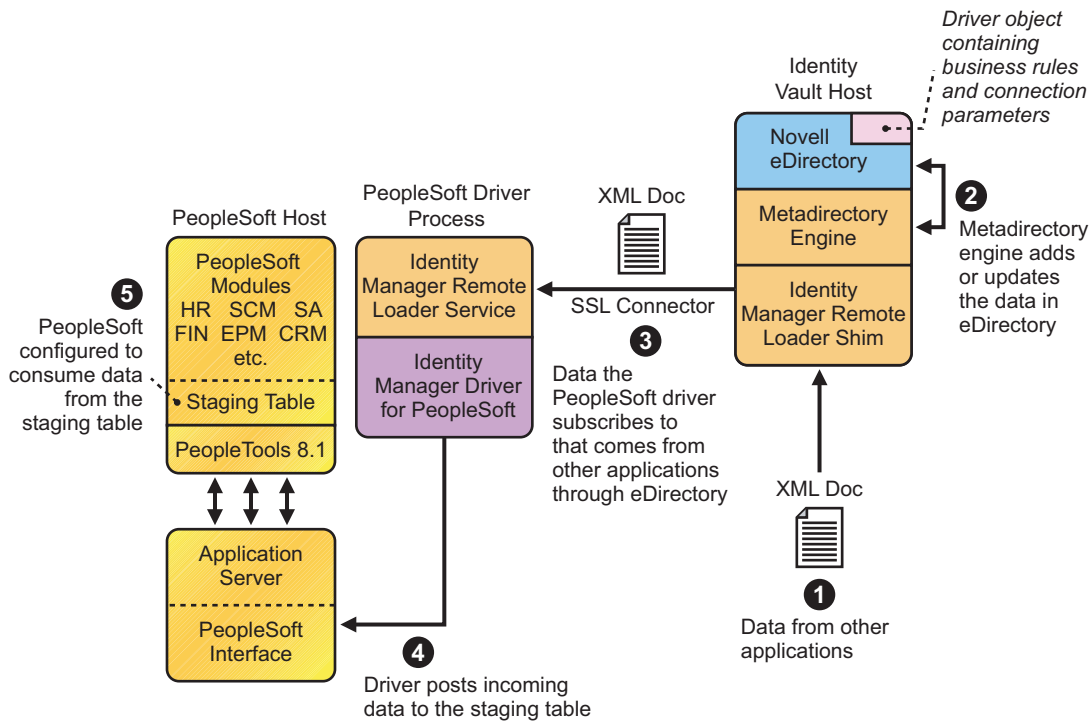 Driver object
containing
business rules
and connection
parameters
Identity
Vault Host
Novell
eDirectory
Metadirectory
Engine
Identity
Manager Remote
Loader Shim
2
Metadirectory
engine adds
or updates
the data in
eDirectory
XML Doc
SSL Connector
3
Data the
PeopleSoft driver
subscribes to
that comes from
other applications
through eDirectory
PeopleSoft Driver
Process
Identity
Manager Remote
Loader Service
Identity
Manager Driver
for PeopleSoft
PeopleSoft Host
PeopleSoft
Modules
HR SCM SA
FIN EPM CRM
etc.
Staging Table
PeopleTools 8.1
5
PeopleSoft
configured to
consume data
from the
staging table
Application
Server
PeopleSoft
Interface
4
Driver posts incoming
data to the staging table
XML Doc
1
Data from other
applications